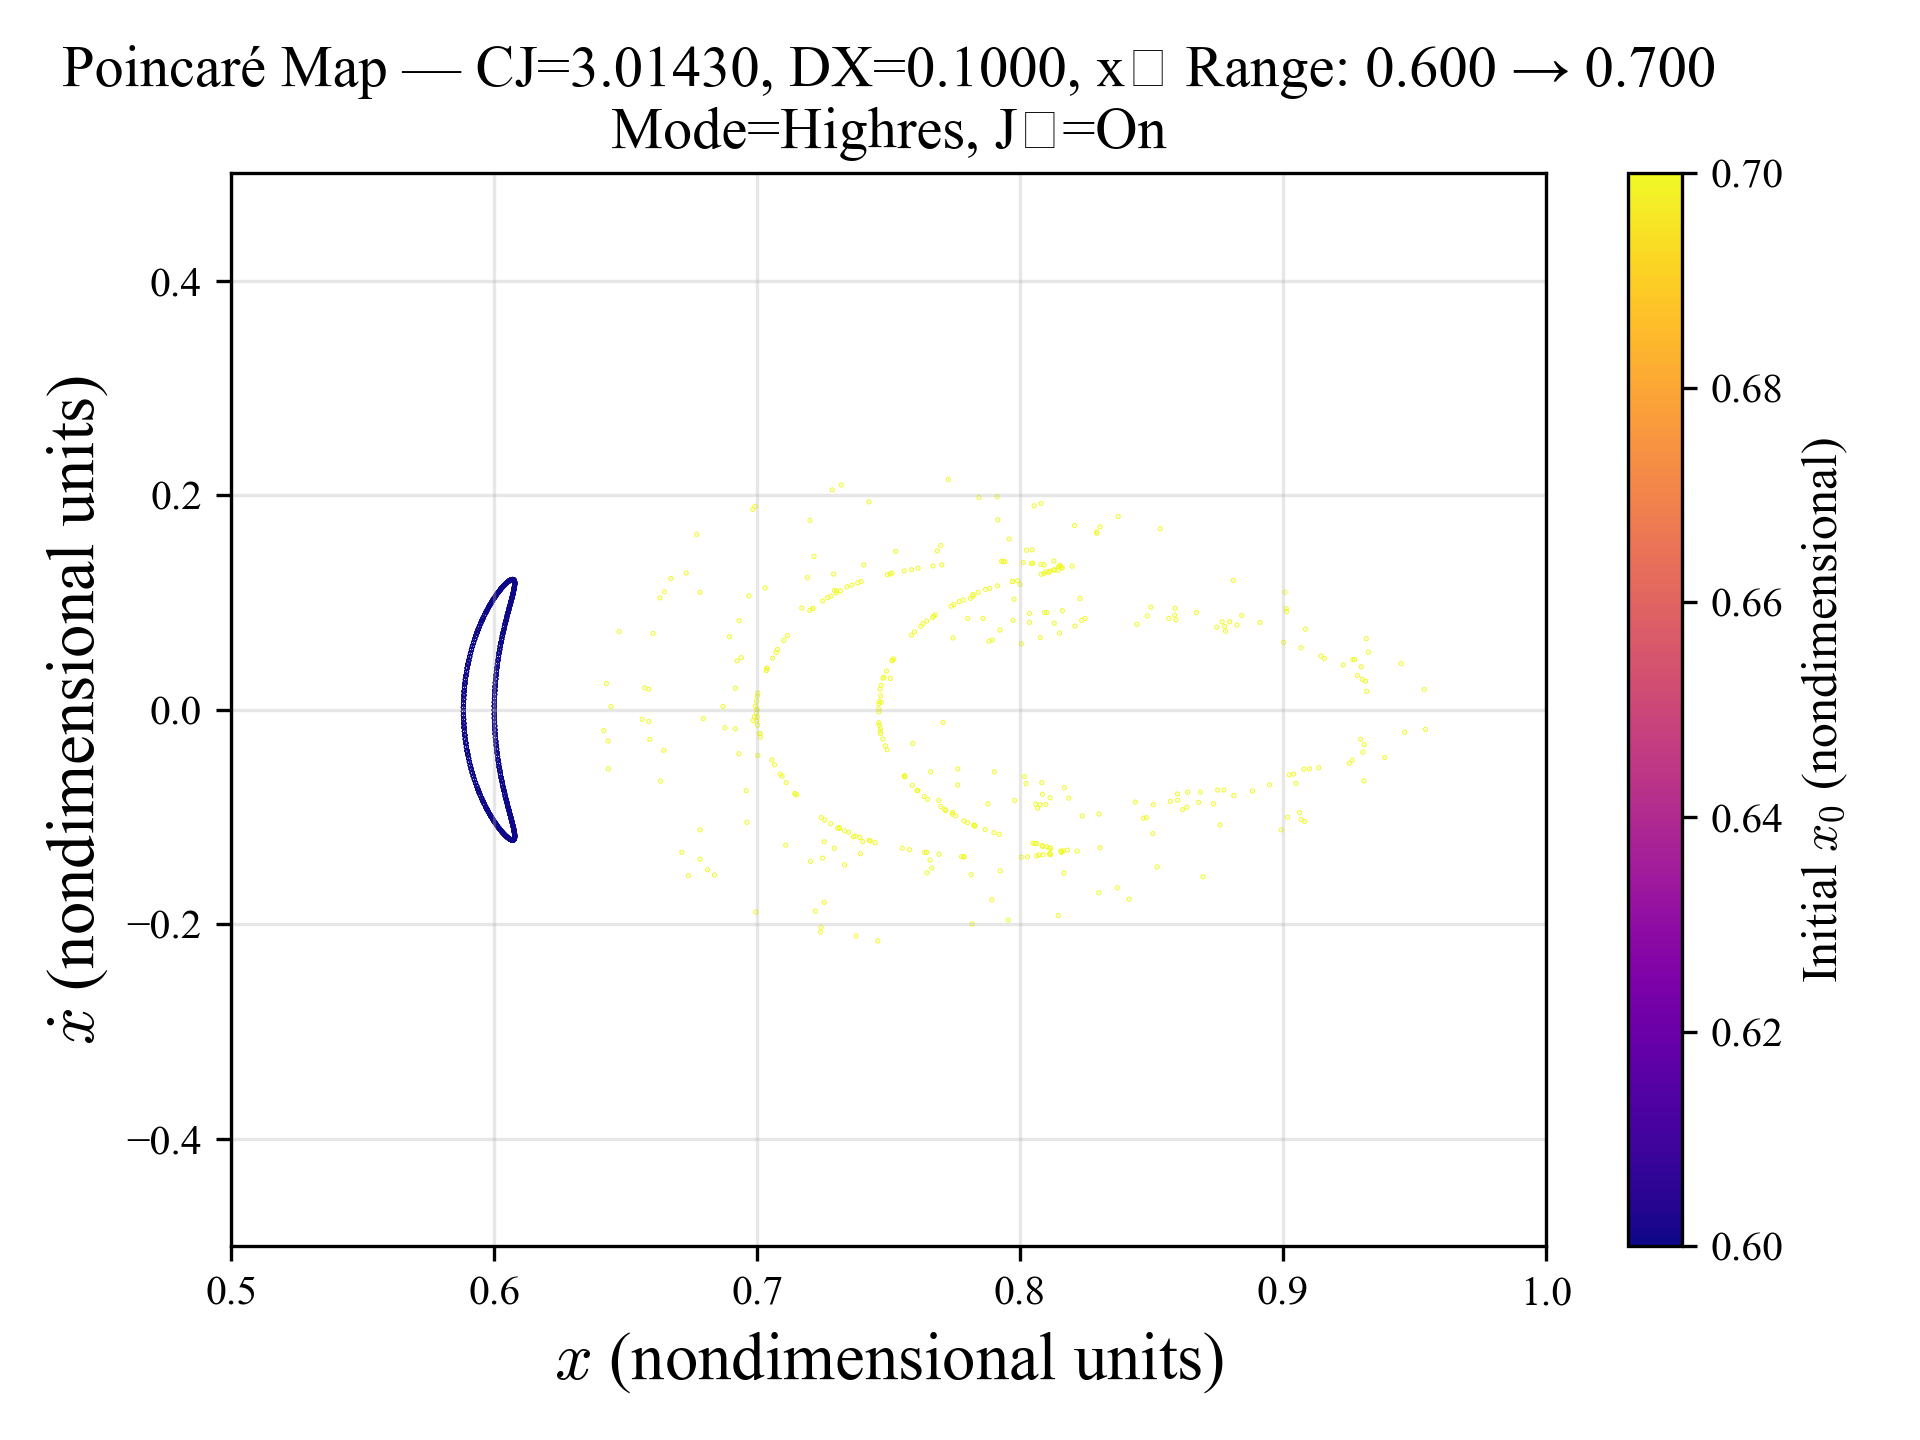 Poincaré Map — CJ=3.01430, DX=0.1000, x□ Range: 0.600 → 0.700
Mode=Highres, J□=On
ẋ (nondimensional units)
0.4
0.2
0.0
−0.2
−0.4
0.5 0.6 0.7 0.8 0.9 1.0
x (nondimensional units)
0.70
0.68
0.66
0.64
0.62
0.60
Initial x₀ (nondimensional)